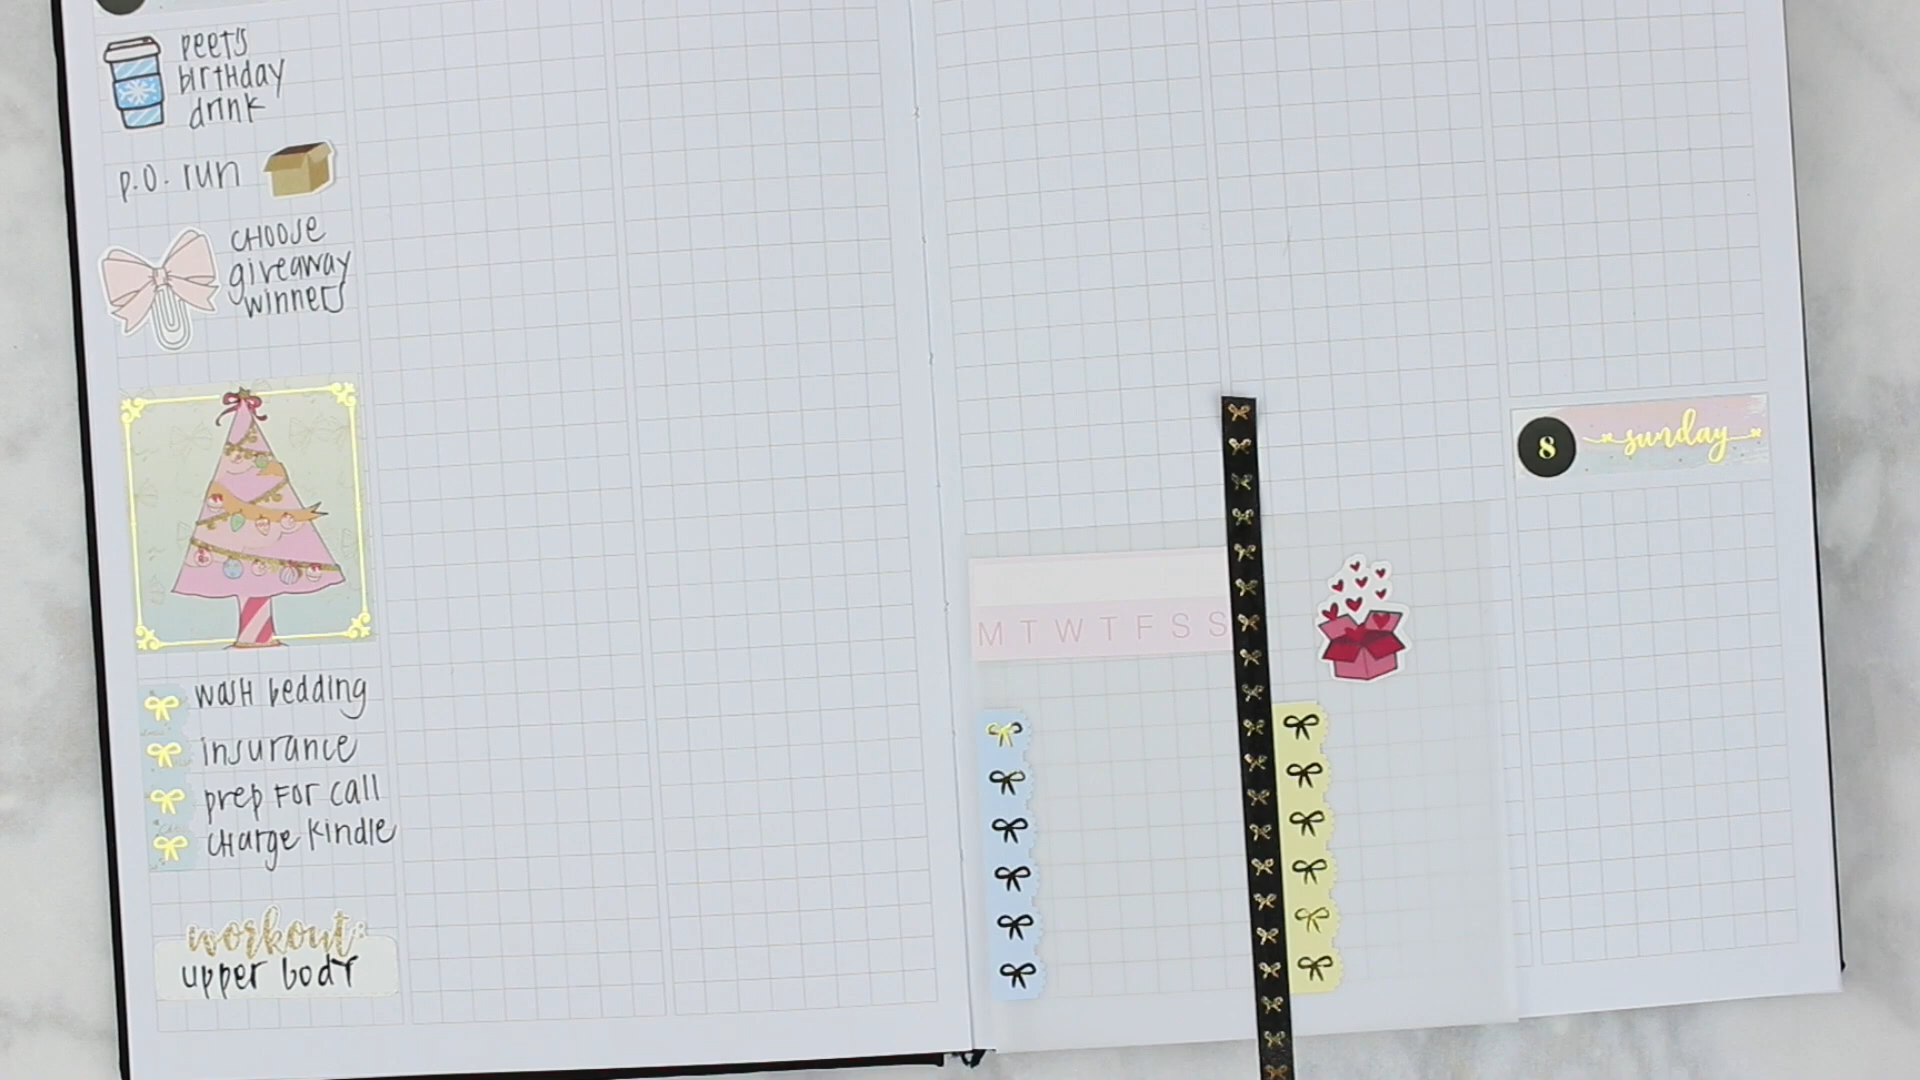 peet's
birthday
drink
p.o. run
choose
giveaway
winners
wash bedding
insurance
prep for call
charge kindle
workout:
upper body
M T W T F S S
8 sunday